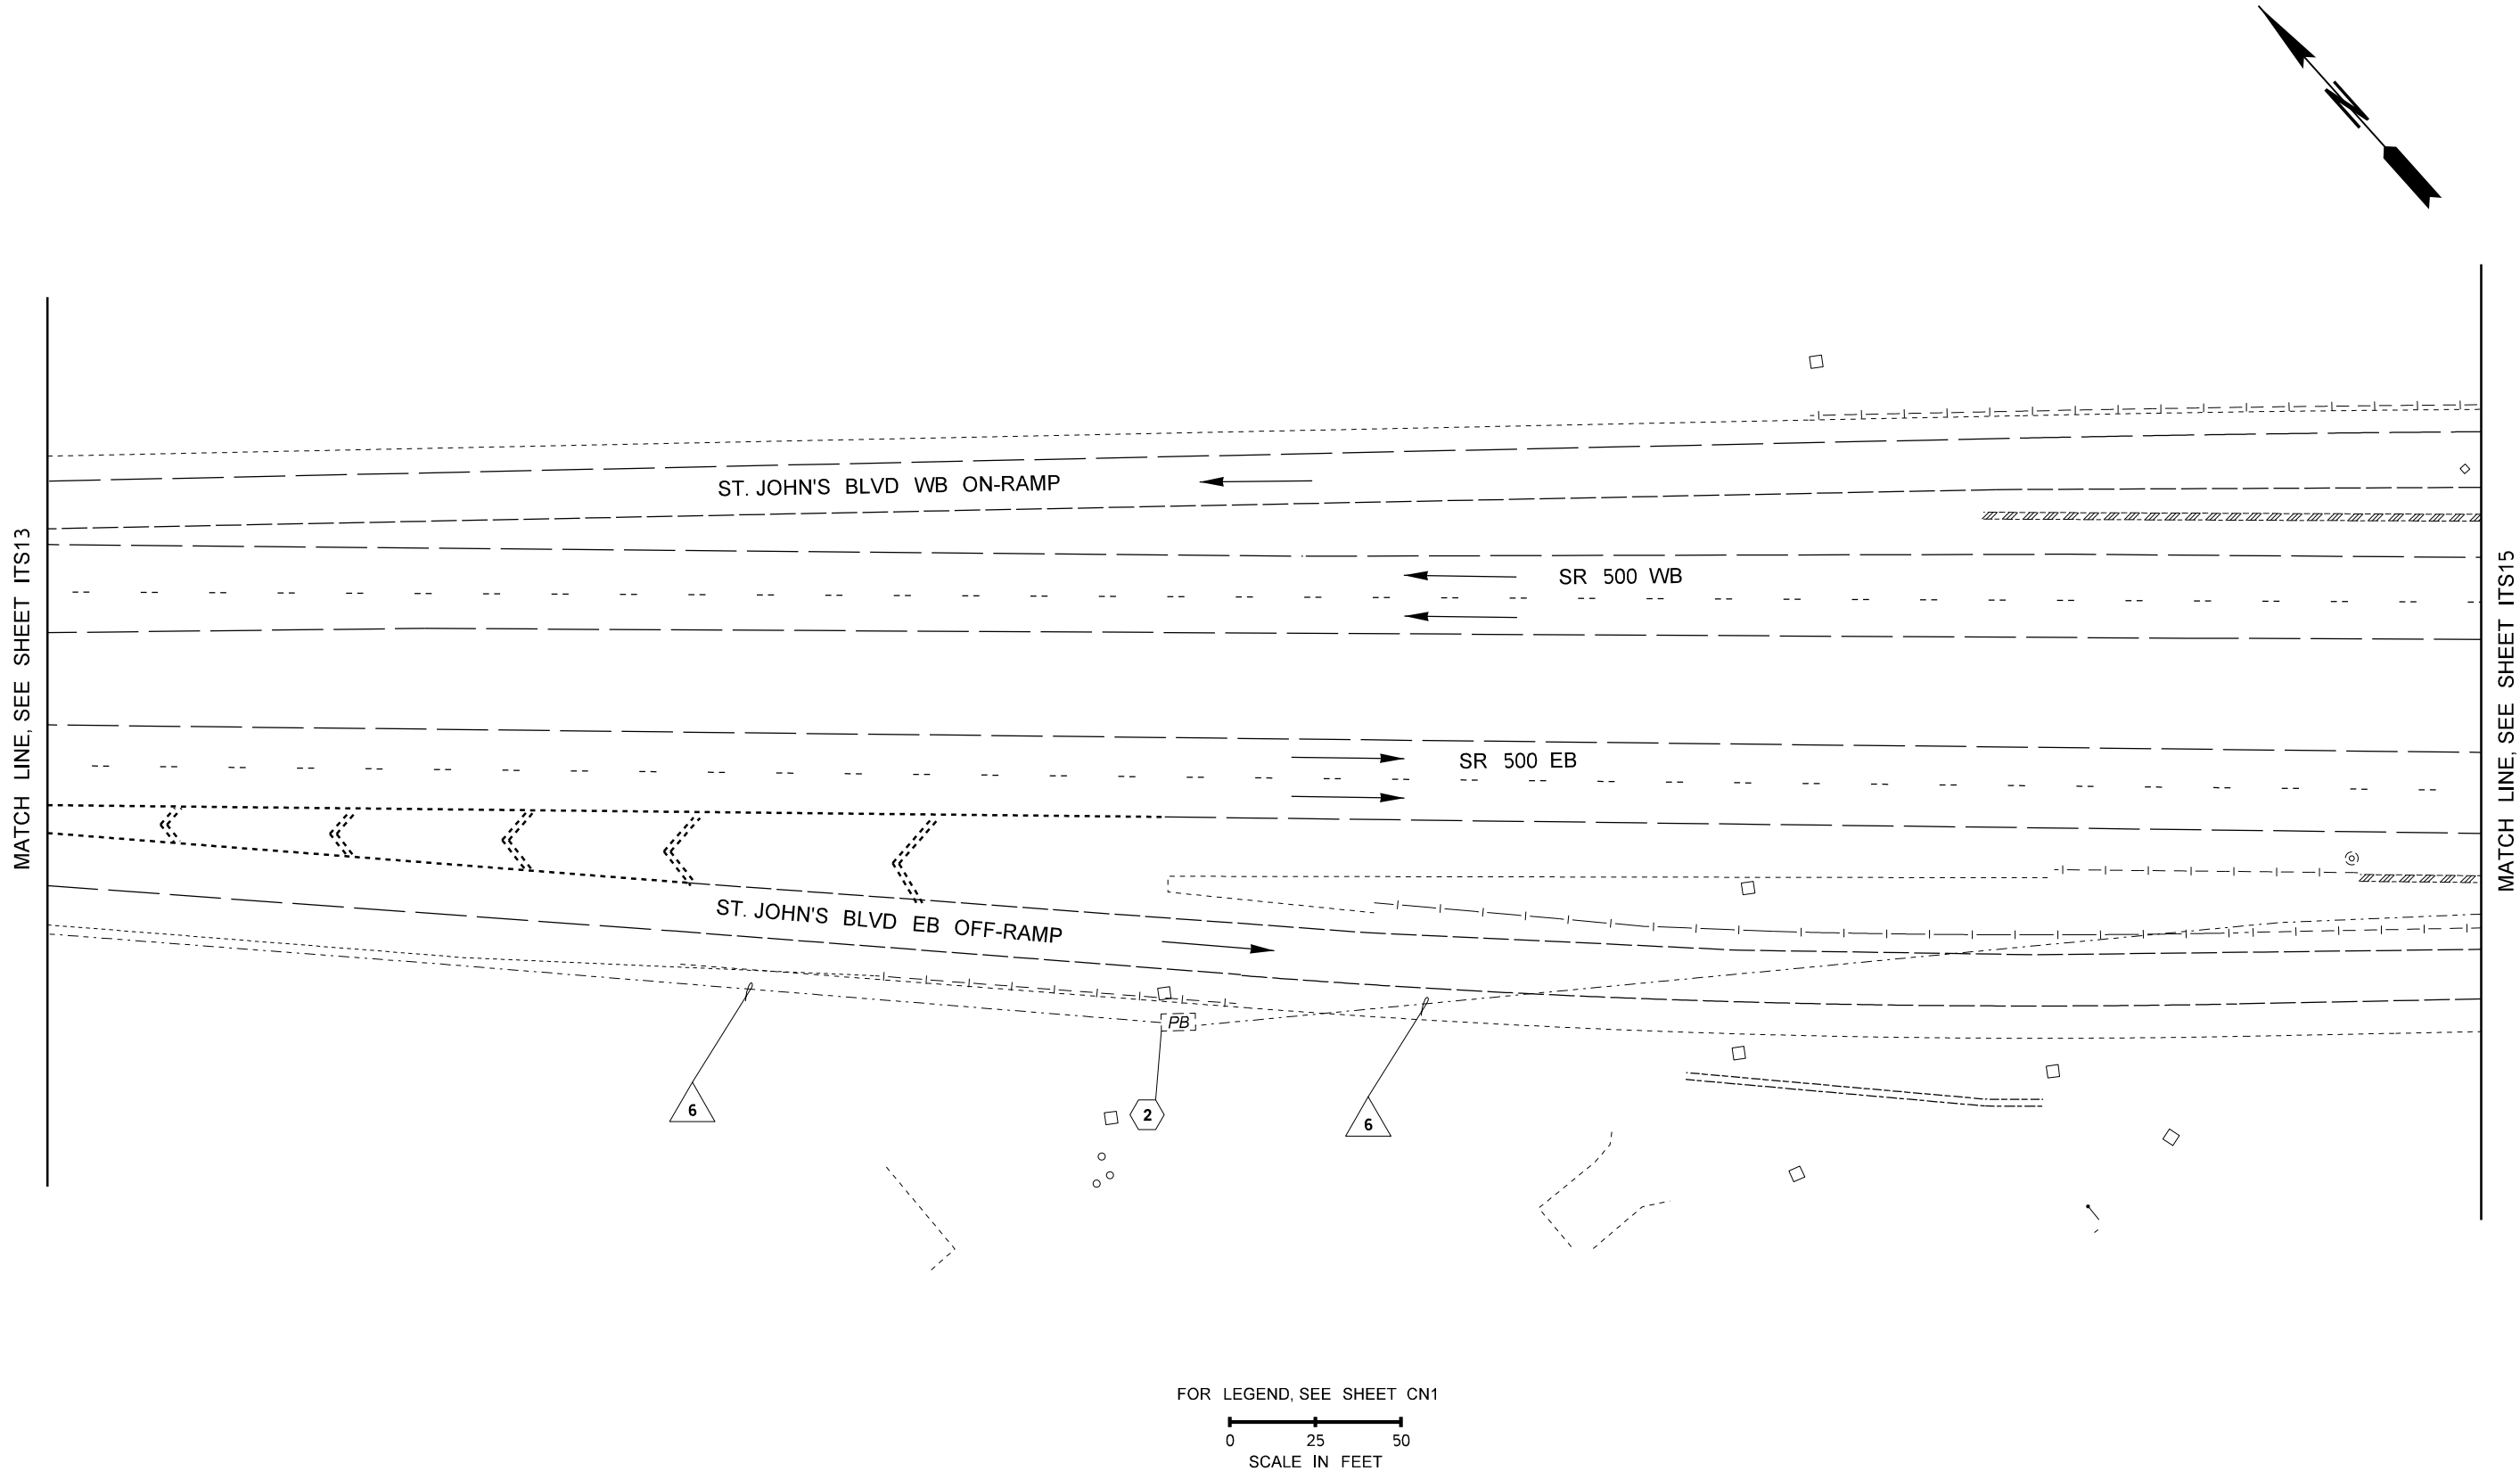 N
ST. JOHN'S BLVD WB ON-RAMP
SR 500 WB
MATCH LINE, SEE SHEET ITS13
MATCH LINE, SEE SHEET ITS15
SR 500 EB
ST. JOHN'S BLVD EB OFF-RAMP
PB
6
2
6
FOR LEGEND, SEE SHEET CN1
0 25 50
SCALE IN FEET